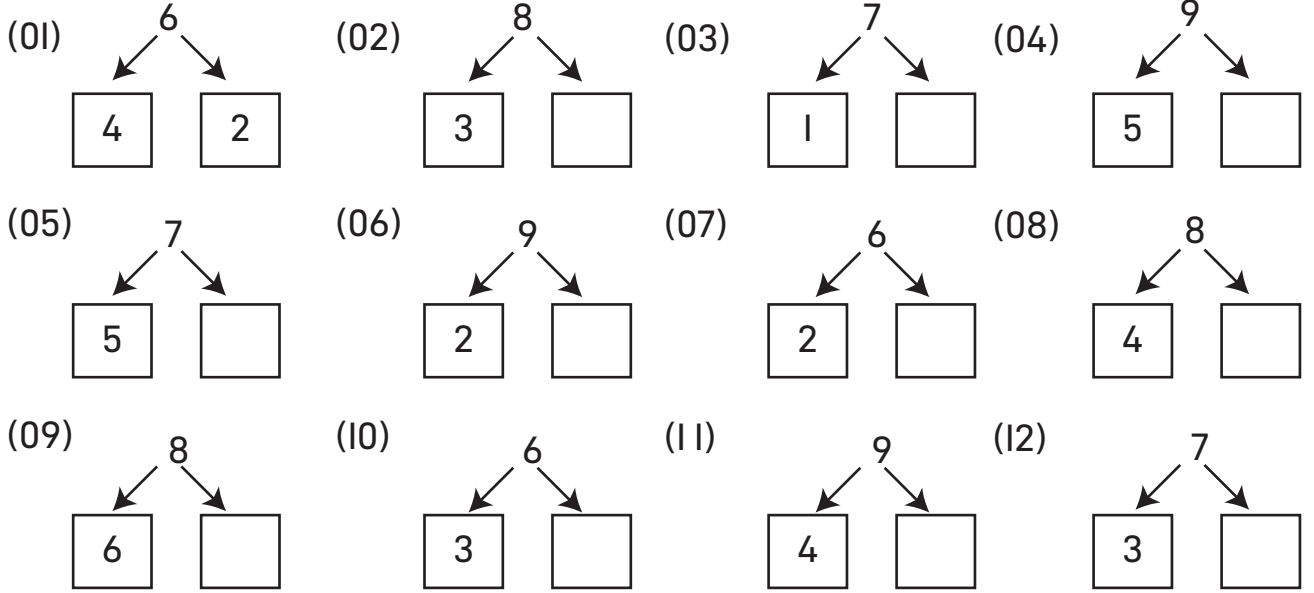 (01) 6 (02) 8 (03) 7 (04) 9
4 2 3 1 5
(05) 7 (06) 9 (07) 6 (08) 8
5 2 2 4
(09) 8 (10) 6 (11) 9 (12) 7
6 3 4 3